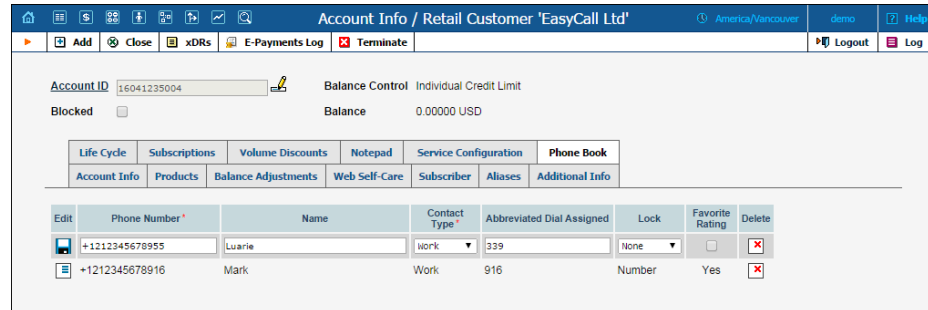 Account Info / Retail Customer 'EasyCall Ltd' America/Vancouver demo Help
Add Close xDRs E-Payments Log Terminate Logout Log
Account ID 16041235004 Balance Control Individual Credit Limit
Blocked Balance 0.00000 USD
Life Cycle Subscriptions Volume Discounts Notepad Service Configuration Phone Book
Account Info Products Balance Adjustments Web Self-Care Subscriber Aliases Additional Info
Edit Phone Number* Name Contact Type* Abbreviated Dial Assigned Lock Favorite Rating Delete
+1212345678955 Luarie Work 339 None
+1212345678916 Mark Work 916 Number Yes